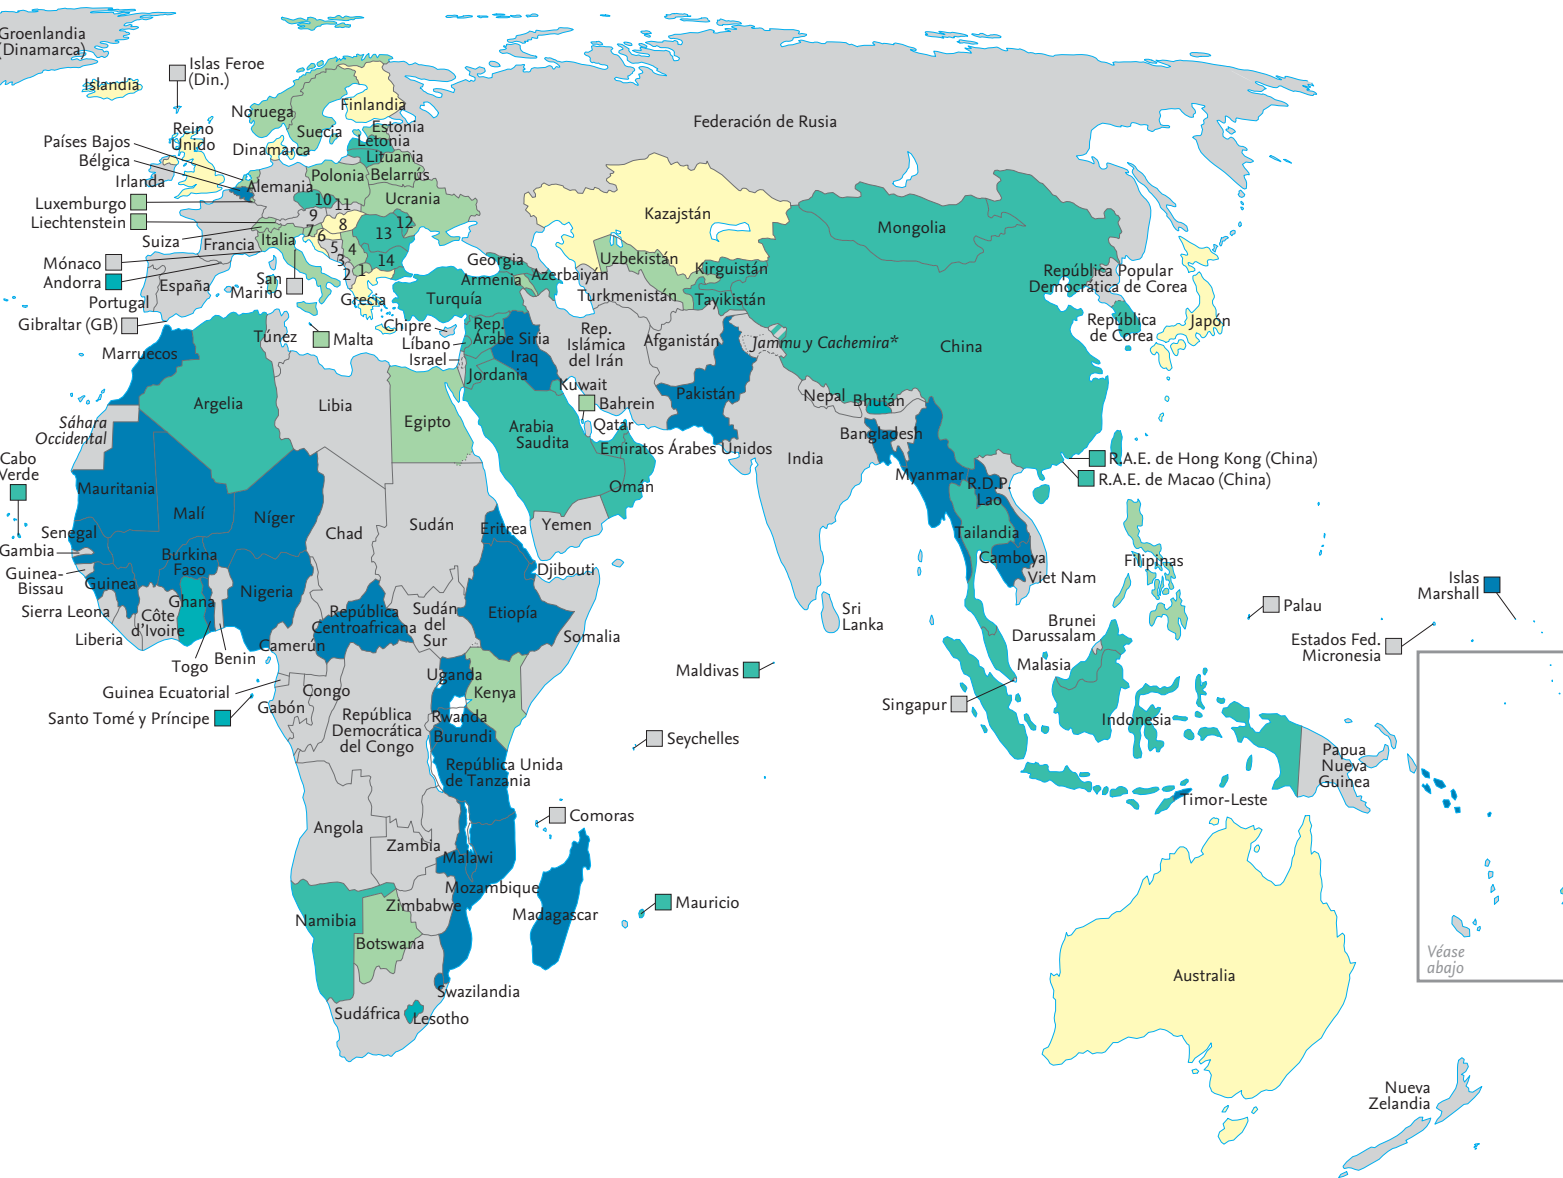 Groenlandia
(Dinamarca)
Islas Feroe
(Din.)
Islandia
Noruega
Suecia
Finlandia
Federación de Rusia
Reino
Unido
Estonia
Letonia
Lituania
Dinamarca
Países Bajos
Bélgica
Irlanda
Alemania
Polonia
Belarrús
Luxemburgo
Liechtenstein
Ucrania
Suiza
Francia
Italia
10
11
9
8
7
6
5
4
3
2
1
12
13
14
Kazajstán
Mongolia
Mónaco
Andorra
Portugal
España
San
Marino
Grecia
Gibraltar (GB)
Georgia
Armenia
Azerbaiyán
Turquía
Uzbekistán
Turkmenistán
Kirguistán
Tayikistán
República Popular
Democrática de Corea
República
de Corea
Japón
Marruecos
Túnez
Malta
Chipre
Líbano
Israel
Rep.
Árabe Siria
Iraq
Jordania
Rep.
Islámica
del Irán
Afganistán
Jammu y Cachemira*
China
Kuwait
Bahrein
Qatar
Pakistán
Nepal
Bhután
Argelia
Libia
Egipto
Arabia
Saudita
Emiratos Árabes Unidos
Omán
Yemen
India
Bangladesh
Myanmar
R.D.P.
Lao
Tailandia
Camboya
Viet Nam
R.A.E. de Hong Kong (China)
R.A.E. de Macao (China)
Filipinas
Sáhara
Occidental
Cabo
Verde
Mauritania
Malí
Níger
Chad
Sudán
Eritrea
Djibouti
Senegal
Gambia
Guinea-
Bissau
Guinea
Sierra Leona
Liberia
Burkina
Faso
Côte
d'Ivoire
Ghana
Togo
Benin
Nigeria
Camerún
República
Centroafricana
Sudán
del
Sur
Etiopía
Somalia
Sri
Lanka
Maldivas
Brunei
Darussalam
Malasia
Singapur
Indonesia
Palau
Islas
Marshall
Estados Fed.
Micronesia
Guinea Ecuatorial
Santo Tomé y Príncipe
Gabón
Congo
República
Democrática
del Congo
Uganda
Kenya
Rwanda
Burundi
República Unida
de Tanzanía
Seychelles
Comoras
Papua
Nueva
Guinea
Timor-Leste
Angola
Zambia
Malawi
Mozambique
Zimbabwe
Madagascar
Mauricio
Namibia
Botswana
Swazilandia
Sudáfrica
Lesotho
Australia
Véase
abajo
Nueva
Zelandia